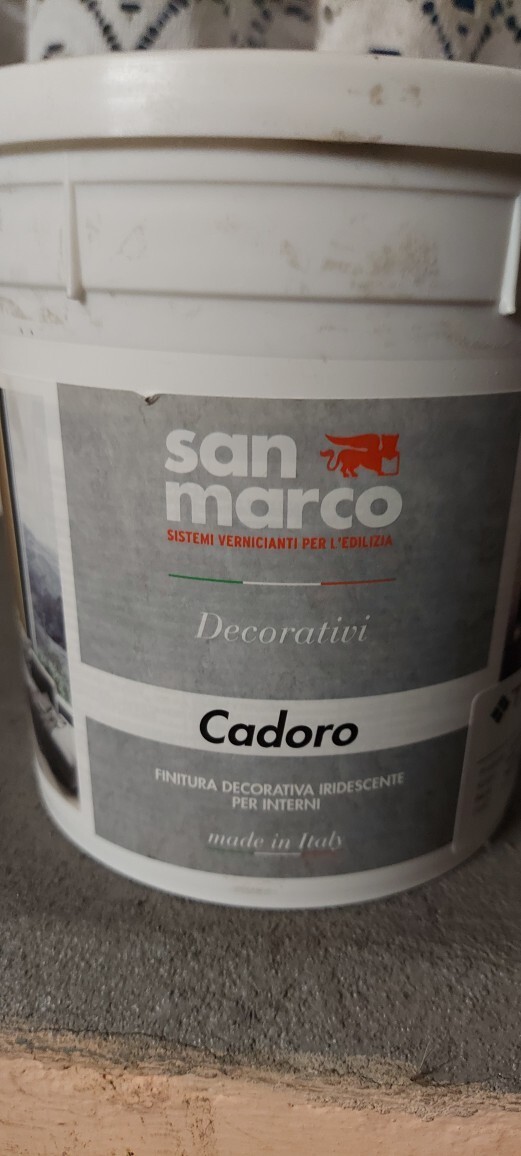 san
marco
SISTEMI VERNICIANTI PER L'EDILIZIA
Decorativi
Cadoro
FINITURA DECORATIVA IRIDESCENTE
PER INTERNI
made in Italy